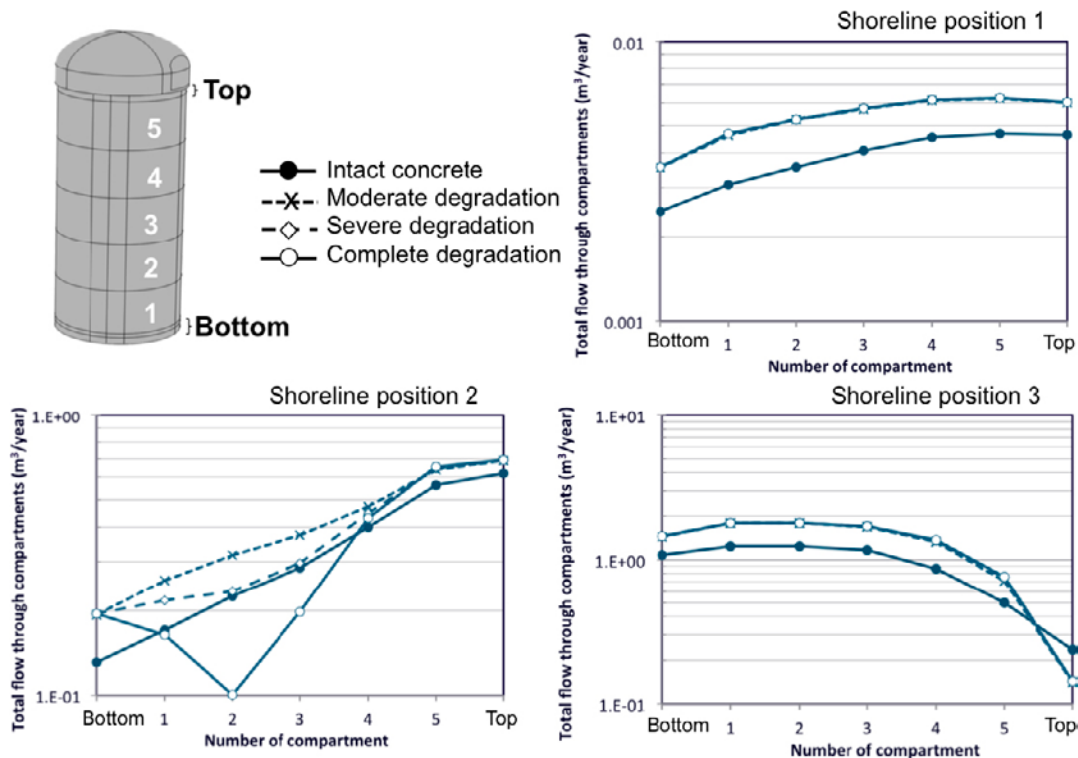 Top
5
4
3
2
1
Bottom
Intact concrete
Moderate degradation
Severe degradation
Complete degradation
Shoreline position 1
Total flow through compartments (m³/year)
0.01
0.001
Bottom 1 2 3 4 5 Top
Number of compartment
Shoreline position 2
Total flow through compartments (m³/year)
1.E+00
1.E-01
Bottom 1 2 3 4 5 Top
Number of compartment
Shoreline position 3
Total flow through compartments (m³/year)
1.E+01
1.E+00
1.E-01
Bottom 1 2 3 4 5 Top
Number of compartment